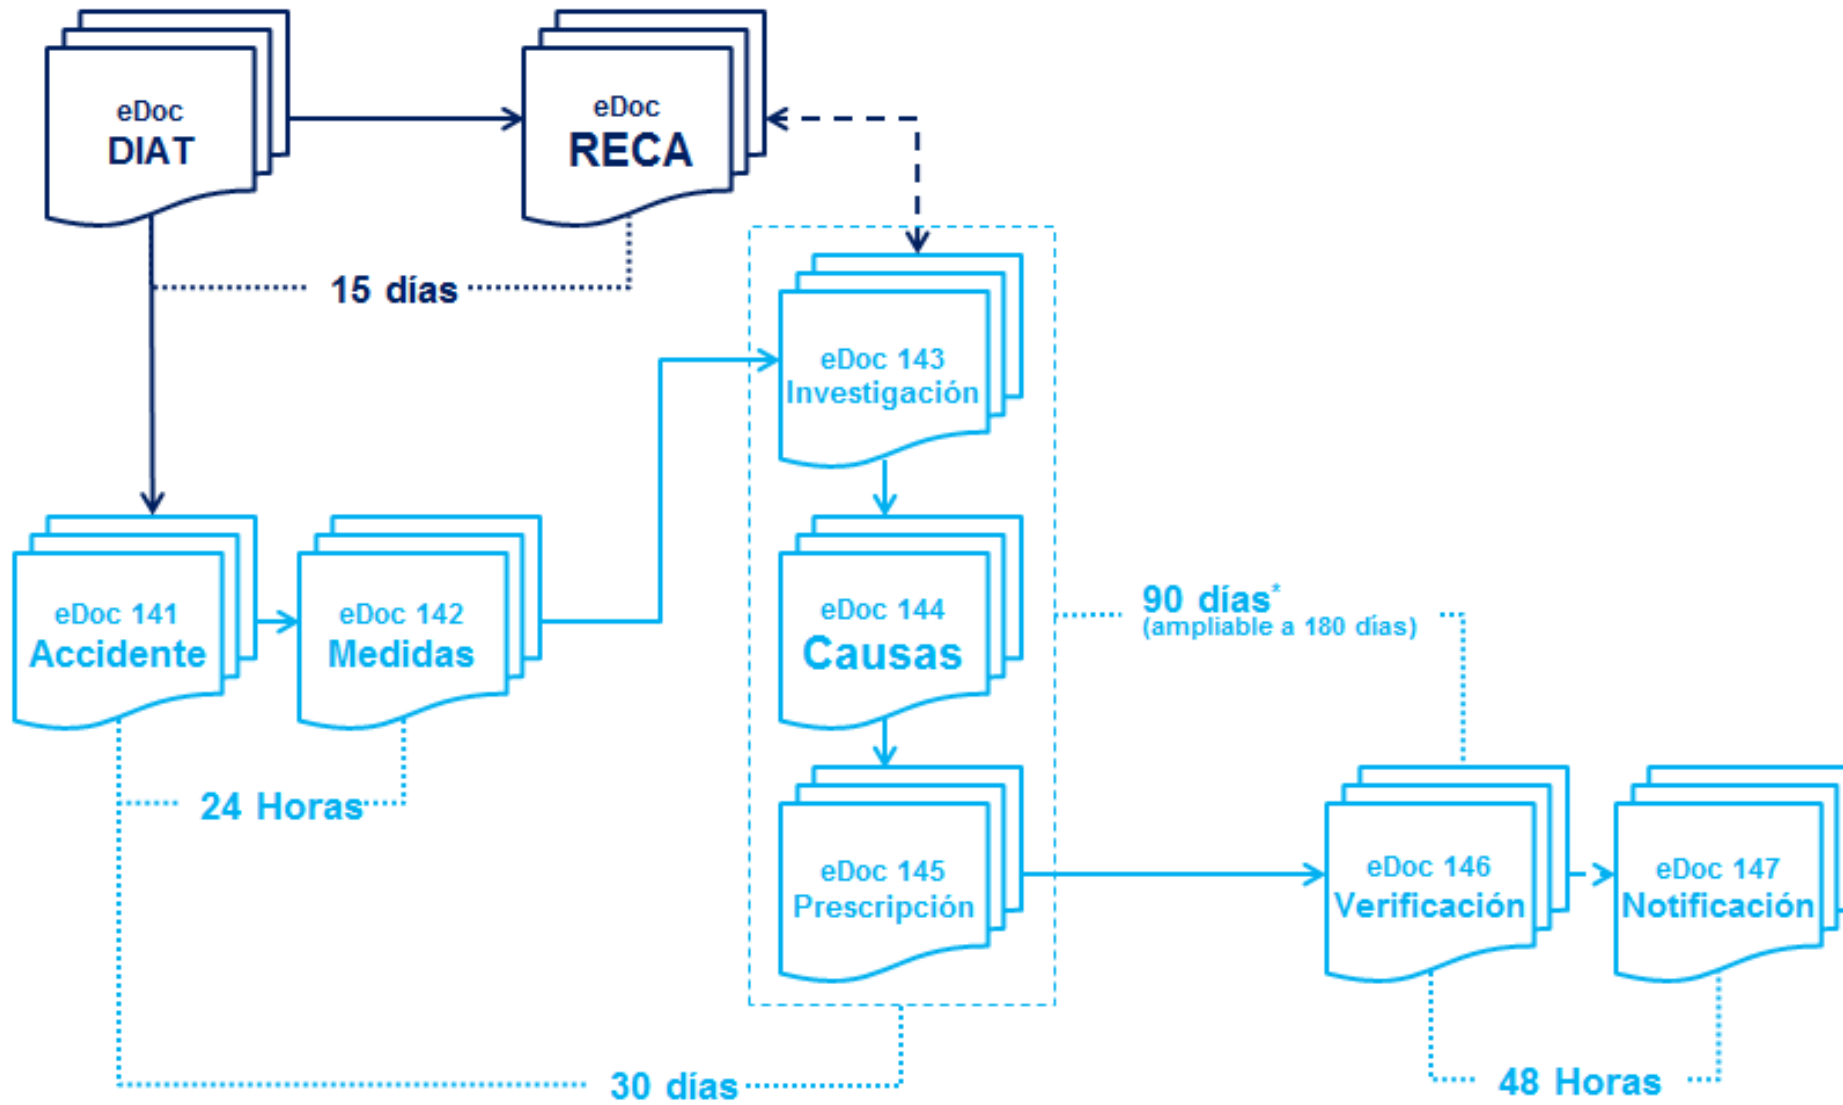 eDoc
DIAT
eDoc
RECA
15 días
eDoc 143
Investigación
eDoc 141
Accidente
eDoc 142
Medidas
eDoc 144
Causas
90 días*
(ampliable a 180 días)
24 Horas
eDoc 145
Prescripción
eDoc 146
Verificación
eDoc 147
Notificación
30 días
48 Horas